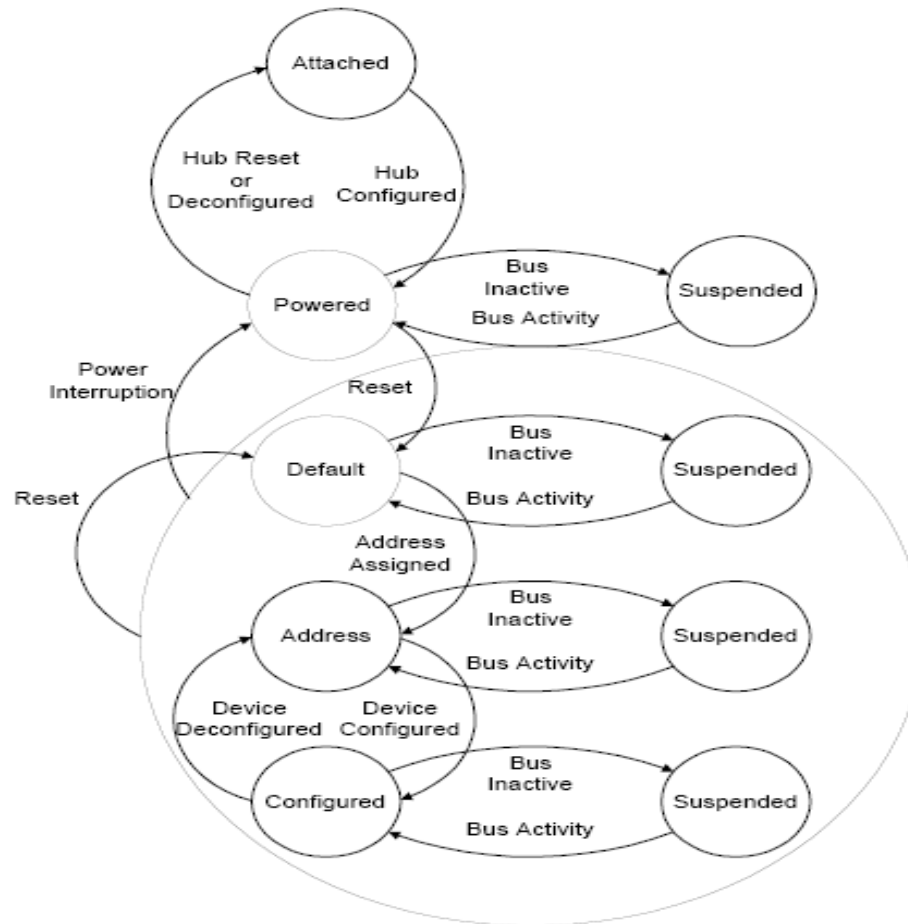 Attached
Hub Reset
or
Deconfigured
Hub
Configured
Powered
Bus
Inactive
Bus Activity
Suspended
Power
Interruption
Reset
Default
Bus
Inactive
Bus Activity
Suspended
Reset
Address
Assigned
Address
Bus
Inactive
Bus Activity
Suspended
Device
Deconfigured
Device
Configured
Configured
Bus
Inactive
Bus Activity
Suspended